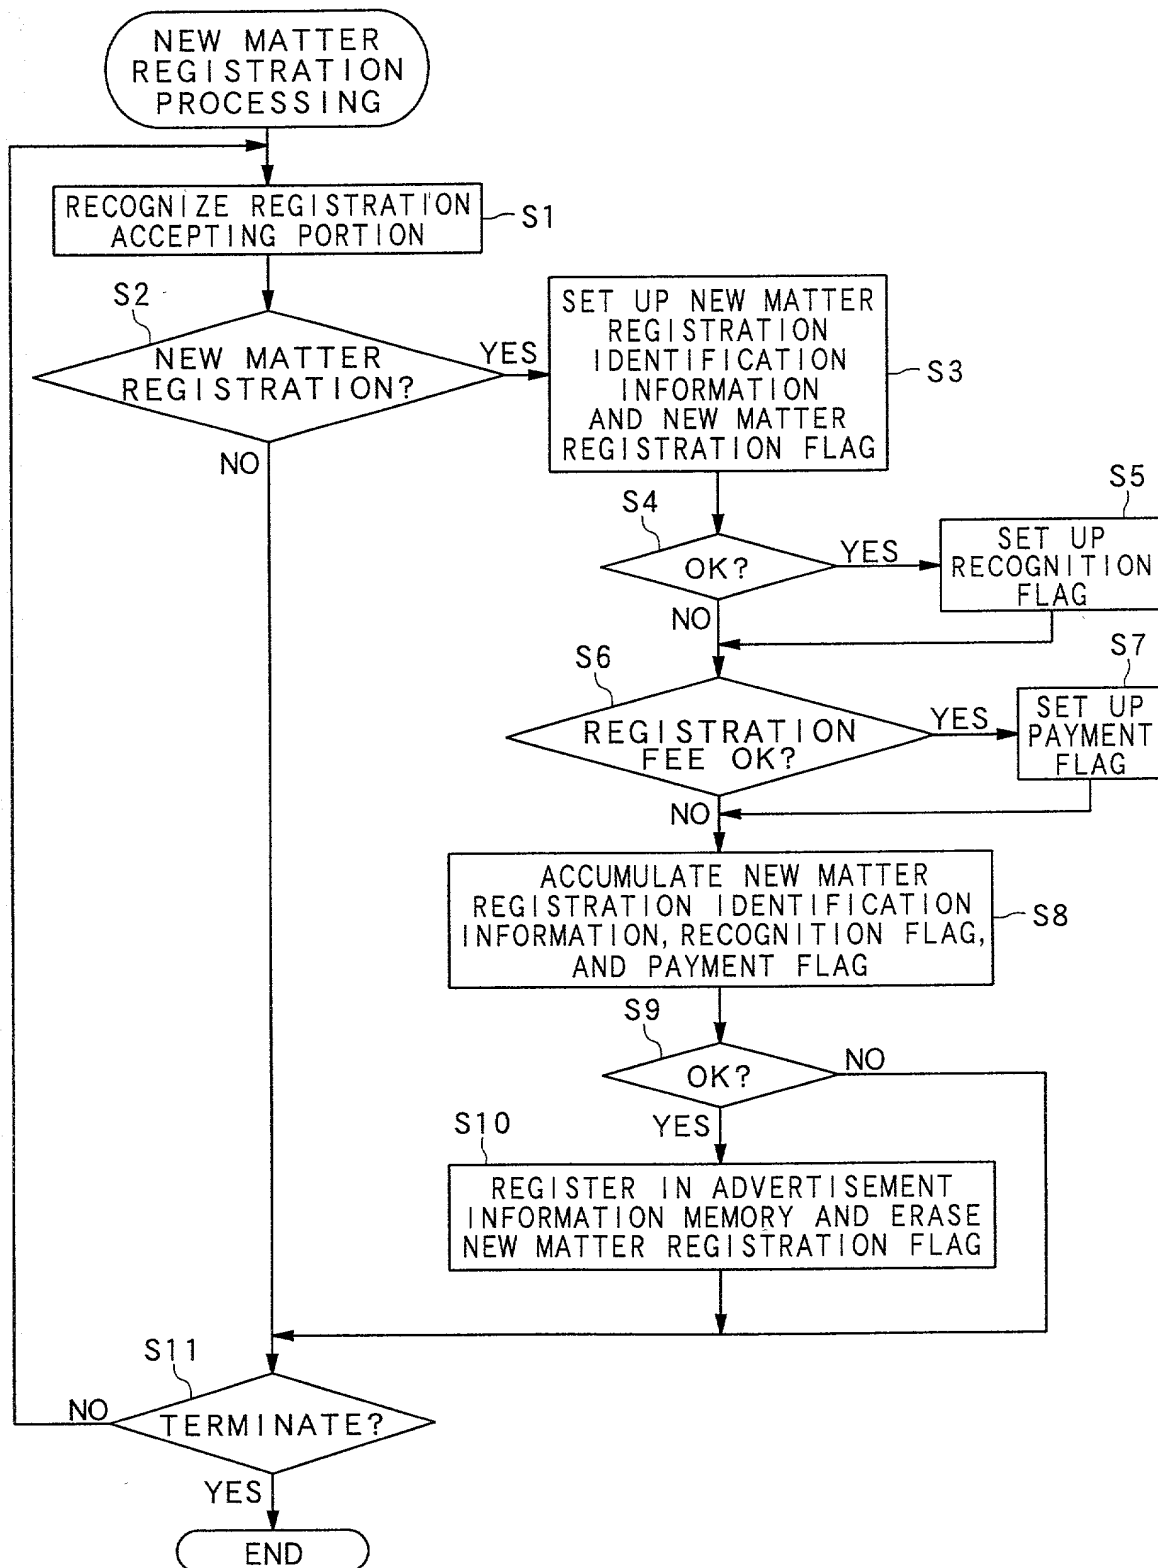 NEW MATTER
REGISTRATION
PROCESSING
RECOGNIZE REGISTRATION
ACCEPTING PORTION
S1
S2
NEW MATTER
REGISTRATION?
YES
NO
SET UP NEW MATTER
REGISTRATION
IDENTIFICATION
INFORMATION
AND NEW MATTER
REGISTRATION FLAG
S3
S4
OK?
YES
NO
S5
SET UP
RECOGNITION
FLAG
S6
REGISTRATION
FEE OK?
YES
NO
S7
SET UP
PAYMENT
FLAG
ACCUMULATE NEW MATTER
REGISTRATION IDENTIFICATION
INFORMATION, RECOGNITION FLAG,
AND PAYMENT FLAG
S8
S9
OK?
NO
YES
S10
REGISTER IN ADVERTISEMENT
INFORMATION MEMORY AND ERASE
NEW MATTER REGISTRATION FLAG
S11
TERMINATE?
NO
YES
END